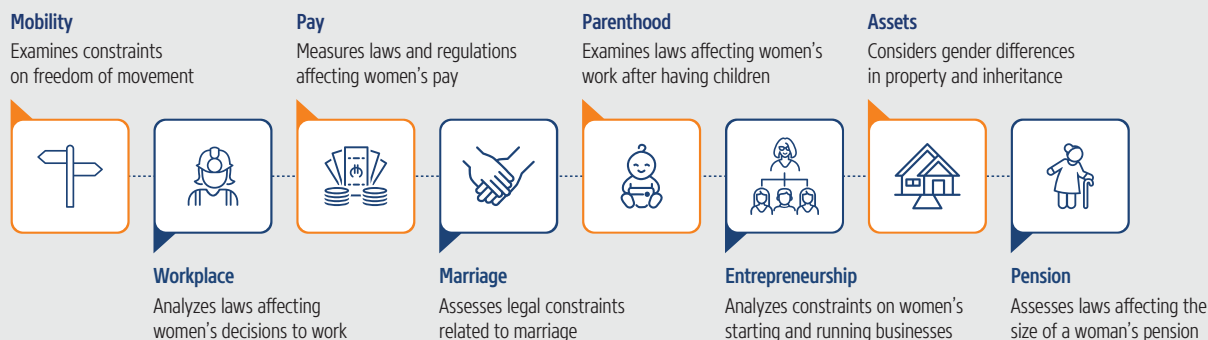 Mobility
Examines constraints
on freedom of movement
Pay
Measures laws and regulations
affecting women's pay
Parenthood
Examines laws affecting women's
work after having children
Assets
Considers gender differences
in property and inheritance
Workplace
Analyzes laws affecting
women's decisions to work
Marriage
Assesses legal constraints
related to marriage
Entrepreneurship
Analyzes constraints on women's
starting and running businesses
Pension
Assesses laws affecting the
size of a woman's pension